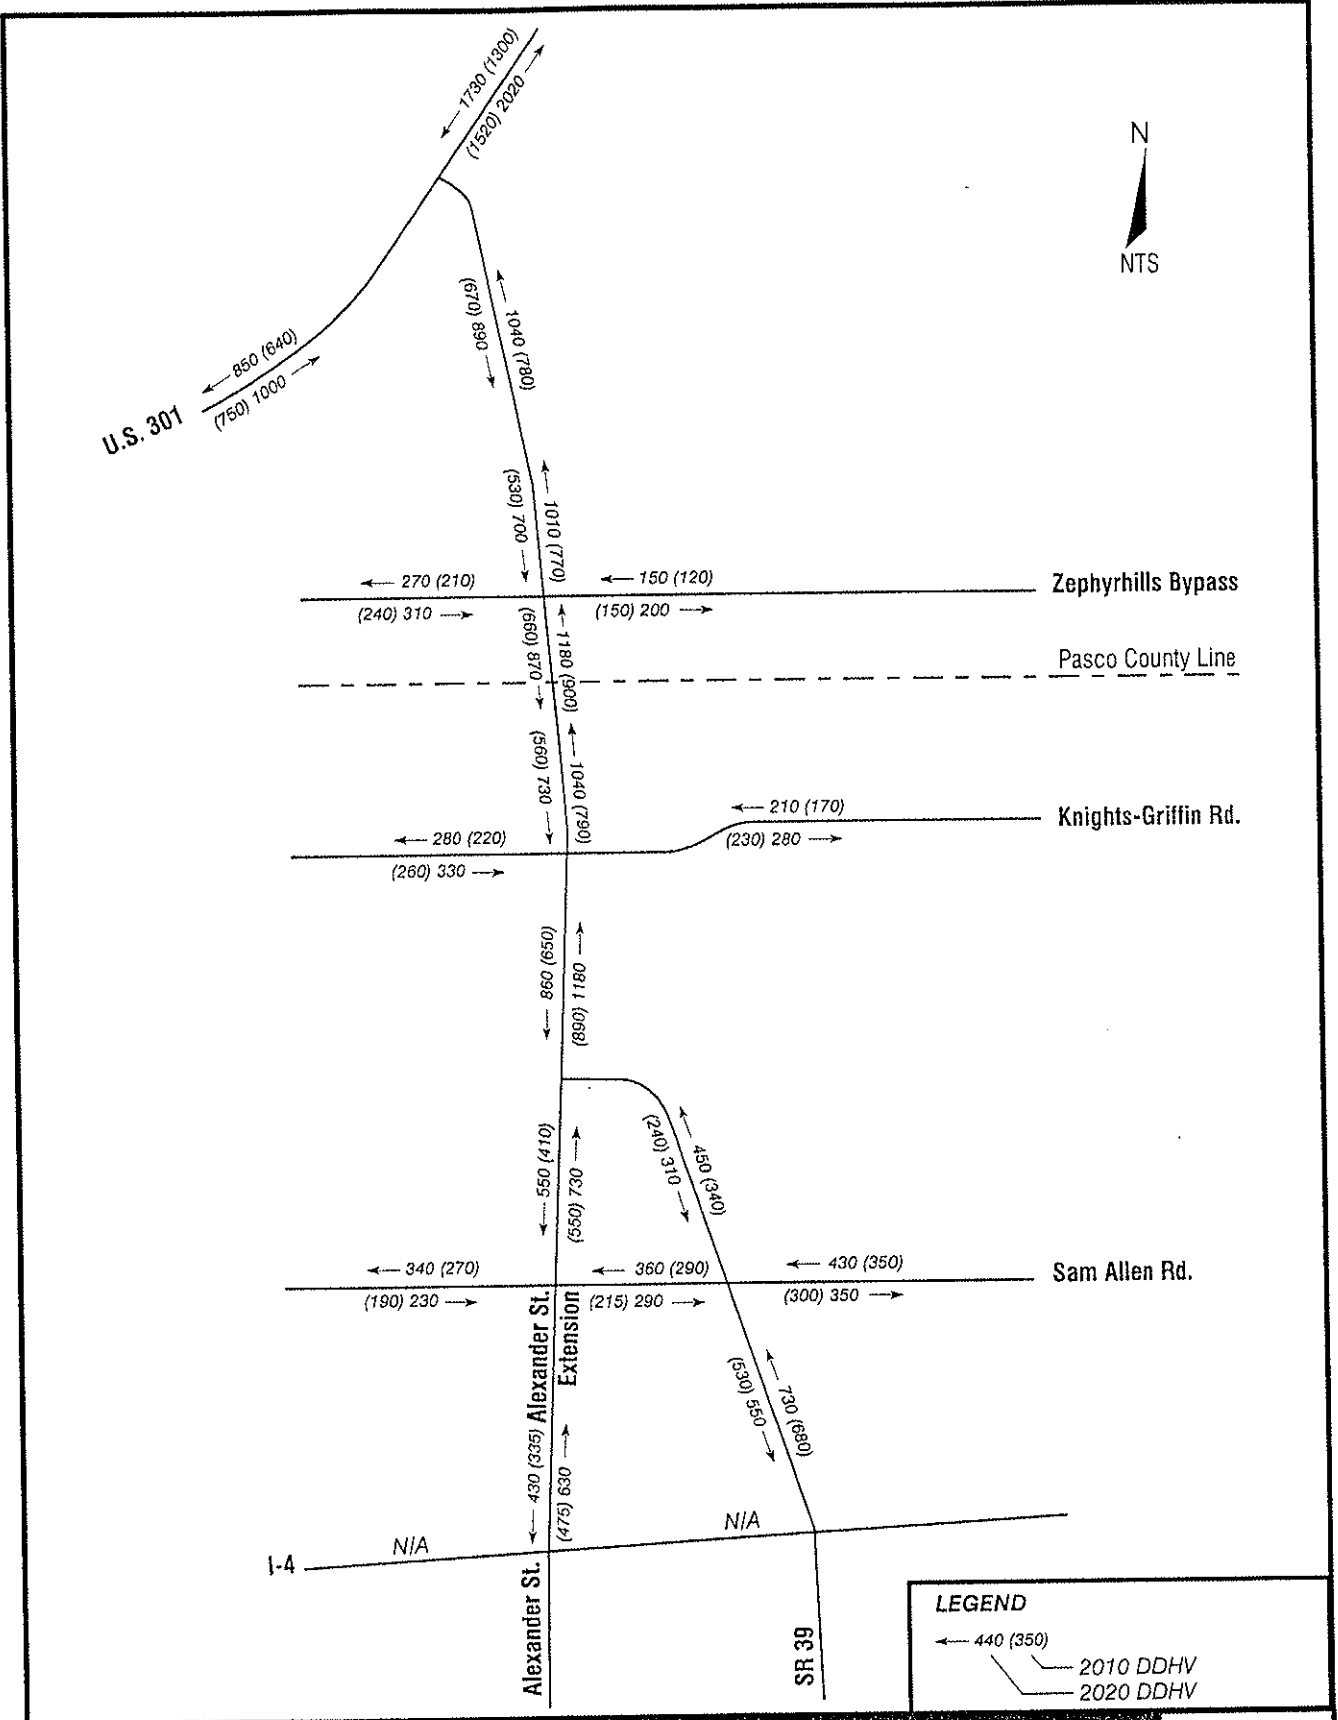 1730 (1300)
(1520) 2020
N
NTS
(670) 890
1040 (780)
850 (640)
(750) 1000
U.S. 301
(530) 700
1010 (770)
270 (210)
150 (120)
Zephyrhills Bypass
(240) 310
(150) 200
(660) 870
1180 (900)
Pasco County Line
(560) 730
1040 (790)
210 (170)
Knights-Griffin Rd.
280 (220)
(230) 280
(260) 330
860 (650)
(890) 1180
550 (410)
(550) 730
(240) 310
450 (340)
340 (270)
360 (290)
430 (350)
Sam Allen Rd.
(190) 230
(215) 290
(300) 350
Alexander St.
Extension
(530) 550
730 (680)
430 (335)
(475) 630
N/A
N/A
I-4
Alexander St.
SR 39
LEGEND
440 (350)
2010 DDHV
2020 DDHV